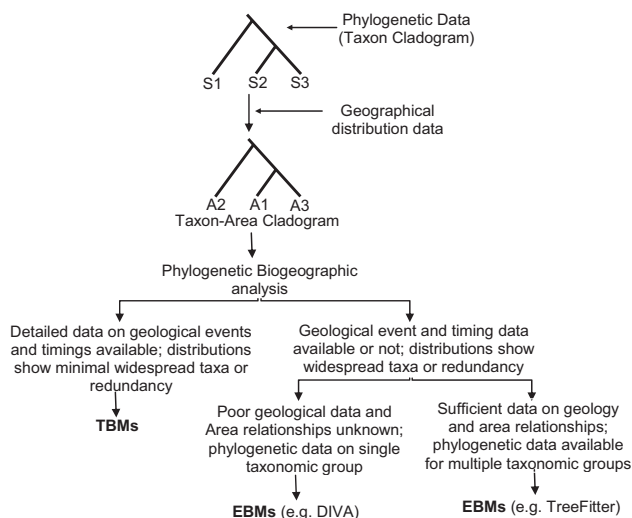 Phylogenetic Data
(Taxon Cladogram)
S1 S2 S3
Geographical
distribution data
A2 A1 A3
Taxon-Area Cladogram
Phylogenetic Biogeographic
analysis
Detailed data on geological events
and timings available; distributions
show minimal widespread taxa or
redundancy
TBMs
Geological event and timing data
available or not; distributions show
widespread taxa or redundancy
Poor geological data and
Area relationships unknown;
phylogenetic data on single
taxonomic group
EBMs (e.g. DIVA)
Sufficient data on geology
and area relationships;
phylogenetic data available
for multiple taxonomic groups
EBMs (e.g. TreeFitter)